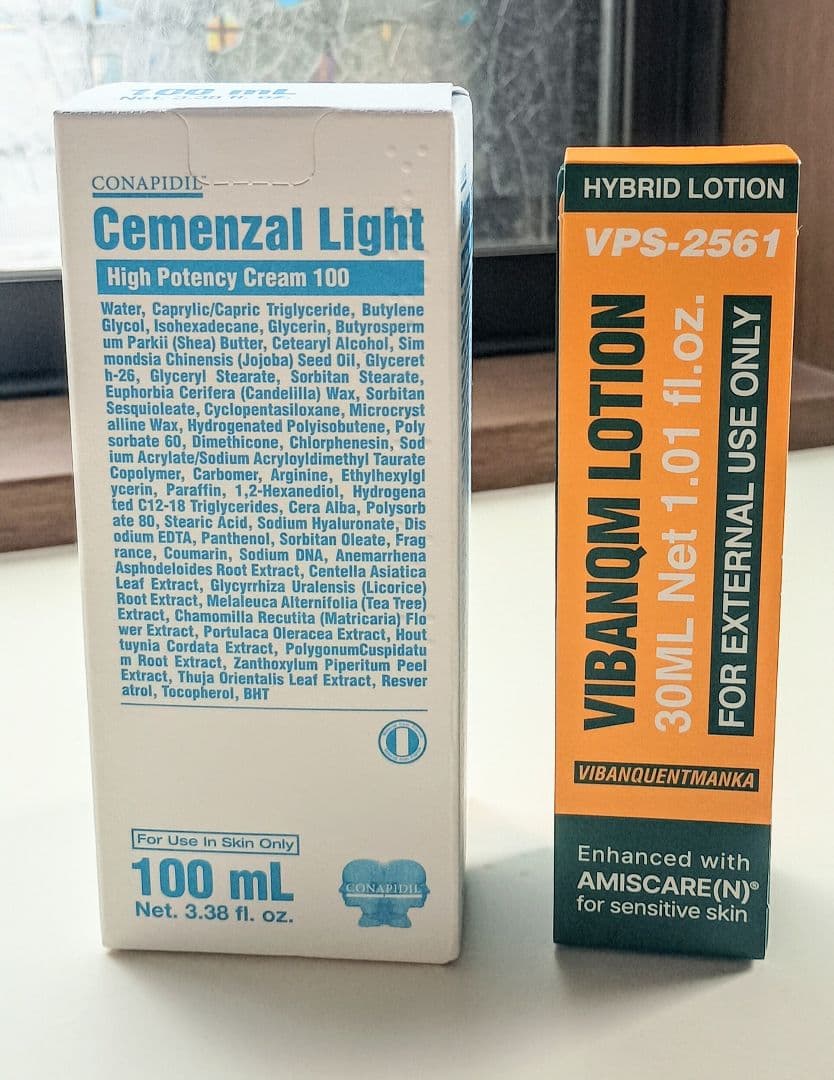 100 mL
Net. 3.38 fl. oz.
CONAPIDIL
Cemenzal Light
High Potency Cream 100
Water, Caprylic/Capric Triglyceride, Butylene
Glycol, Isohexadecane, Glycerin, Butyrosperm
um Parkii (Shea) Butter, Cetearyl Alcohol, Sim
mondsia Chinensis (Jojoba) Seed Oil, Glyceret
h-26, Glyceryl Stearate, Sorbitan Stearate,
Euphorbia Cerifera (Candelilla) Wax, Sorbitan
Sesquioleate, Cyclopentasiloxane, Microcryst
alline Wax, Hydrogenated Polyisobutene, Poly
sorbate 60, Dimethicone, Chlorphenesin, Sod
ium Acrylate/Sodium Acryloyldimethyl Taurate
Copolymer, Carbomer, Arginine, Ethylhexylgl
ycerin, Paraffin, 1,2-Hexanediol, Hydrogena
ted C12-18 Triglycerides, Cera Alba, Polysorb
ate 80, Stearic Acid, Sodium Hyaluronate, Dis
odium EDTA, Panthenol, Sorbitan Oleate, Frag
rance, Coumarin, Sodium DNA, Anemarrhena
Asphodeloides Root Extract, Centella Asiatica
Leaf Extract, Glycyrrhiza Uralensis (Licorice)
Root Extract, Melaleuca Alternifolia (Tea Tree)
Extract, Chamomilla Recutita (Matricaria) Flo
wer Extract, Portulaca Oleracea Extract, Hout
tuynia Cordata Extract, PolygonumCuspidatu
m Root Extract, Zanthoxylum Piperitum Peel
Extract, Thuja Orientalis Leaf Extract, Resver
atrol, Tocopherol, BHT
For Use In Skin Only
100 mL
Net. 3.38 fl. oz.
CONAPIDIL
HYBRID LOTION
VPS-2561
VIBANQM LOTION
30ML Net 1.01 fl.oz.
FOR EXTERNAL USE ONLY
VIBANQUENTMANKA
Enhanced with
AMISCARE(N)®
for sensitive skin